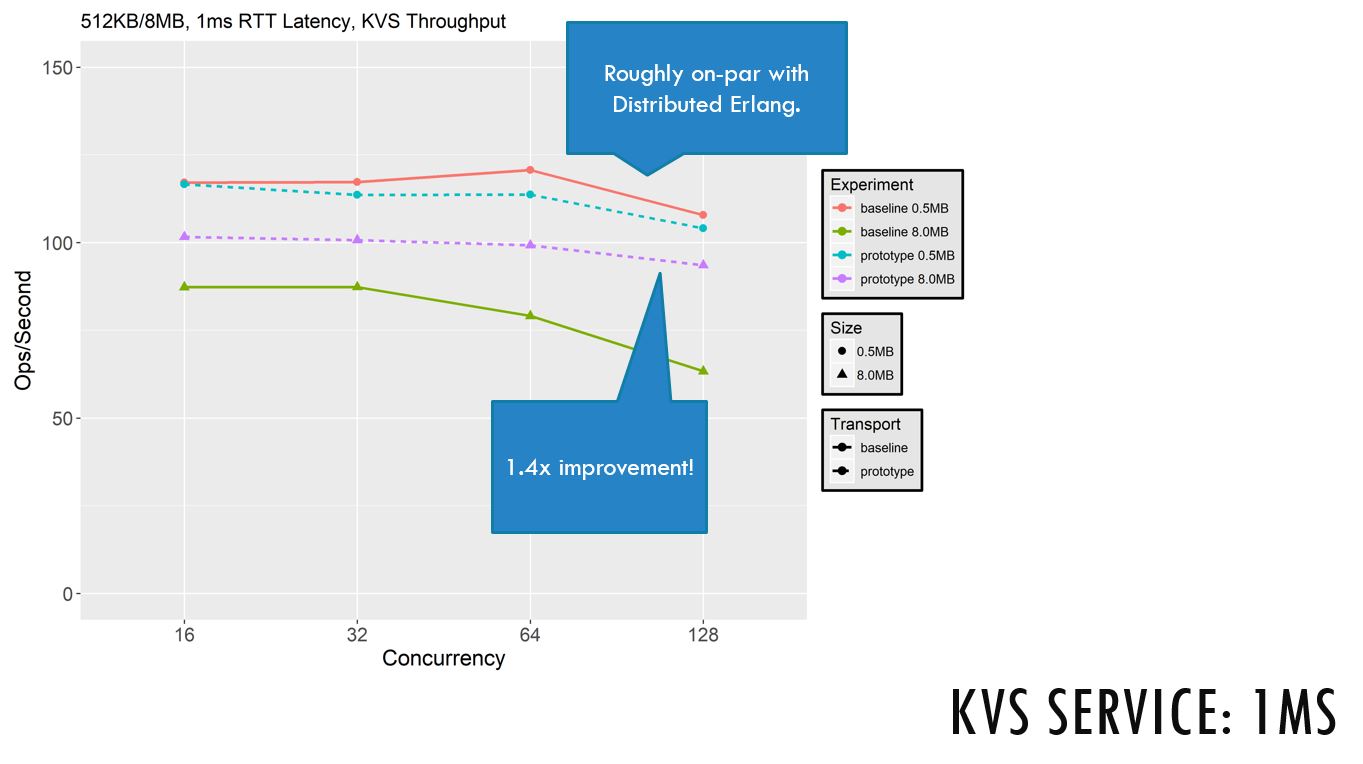 512KB/8MB, 1ms RTT Latency, KVS Throughput
Roughly on-par with
Distributed Erlang.
150
100
50
0
Ops/Second
16
32
64
128
Concurrency
1.4x improvement!
Experiment
baseline 0.5MB
baseline 8.0MB
prototype 0.5MB
prototype 8.0MB
Size
0.5MB
8.0MB
Transport
baseline
prototype
KVS SERVICE: 1MS